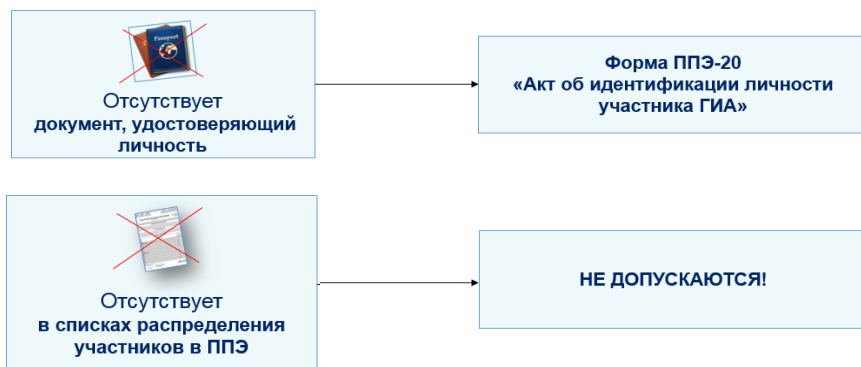 Passport
Отсутствует
документ, удостоверяющий
личность
Форма ППЭ-20
«Акт об идентификации личности
участника ГИА»
Отсутствует
в списках распределения
участников в ППЭ
НЕ ДОПУСКАЮТСЯ!